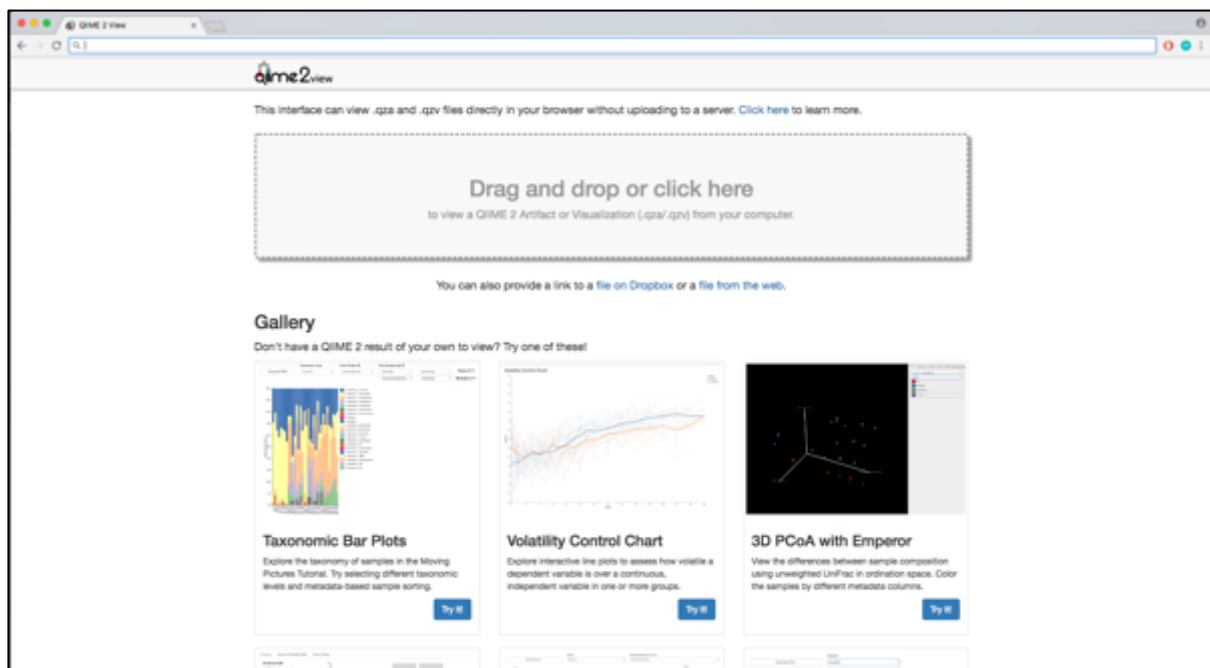 QIIME 2 View
qiime2view
This interface can view .qza and .qzv files directly in your browser without uploading to a server. Click here to learn more.
Drag and drop or click here
to view a QIIME 2 Artifact or Visualization (.qza/.qzv) from your computer.
You can also provide a link to a file on Dropbox or a file from the web.
Gallery
Don't have a QIIME 2 result of your own to view? Try one of these!
Volatility Control Chart
Taxonomic Bar Plots
Explore the taxonomy of samples in the Moving
Pictures Tutorial. Try selecting different taxonomic
levels and metadata-based sample sorting.
Try it!
Volatility Control Chart
Explore interactive line plots to assess how volatile a
dependent variable is over a continuous,
independent variable in one or more groups.
Try it!
3D PCoA with Emperor
View the differences between sample composition
using unweighted UniFrac in ordination space. Color
the samples by different metadata columns.
Try it!